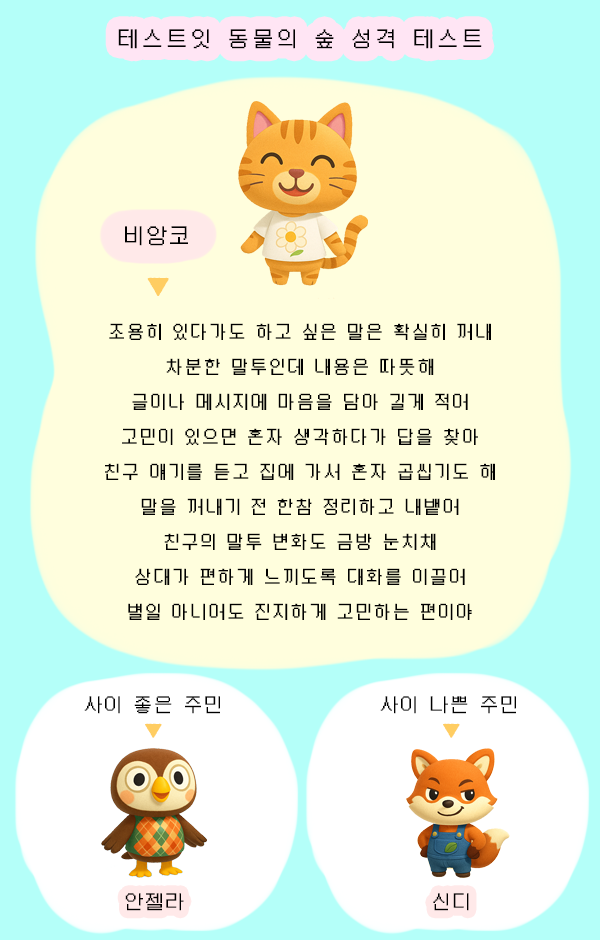 테스트잇 동물의 숲 성격 테스트
비앙코
조용히 있다가도 하고 싶은 말은 확실히 꺼내
차분한 말투인데 내용은 따뜻해
글이나 메시지에 마음을 담아 길게 적어
고민이 있으면 혼자 생각하다가 답을 찾아
친구 얘기를 듣고 집에 가서 혼자 곱씹기도 해
말을 꺼내기 전 한참 정리하고 내뱉어
친구의 말투 변화도 금방 눈치채
상대가 편하게 느끼도록 대화를 이끌어
별일 아니어도 진지하게 고민하는 편이야
사이 좋은 주민
사이 나쁜 주민
안젤라
신디